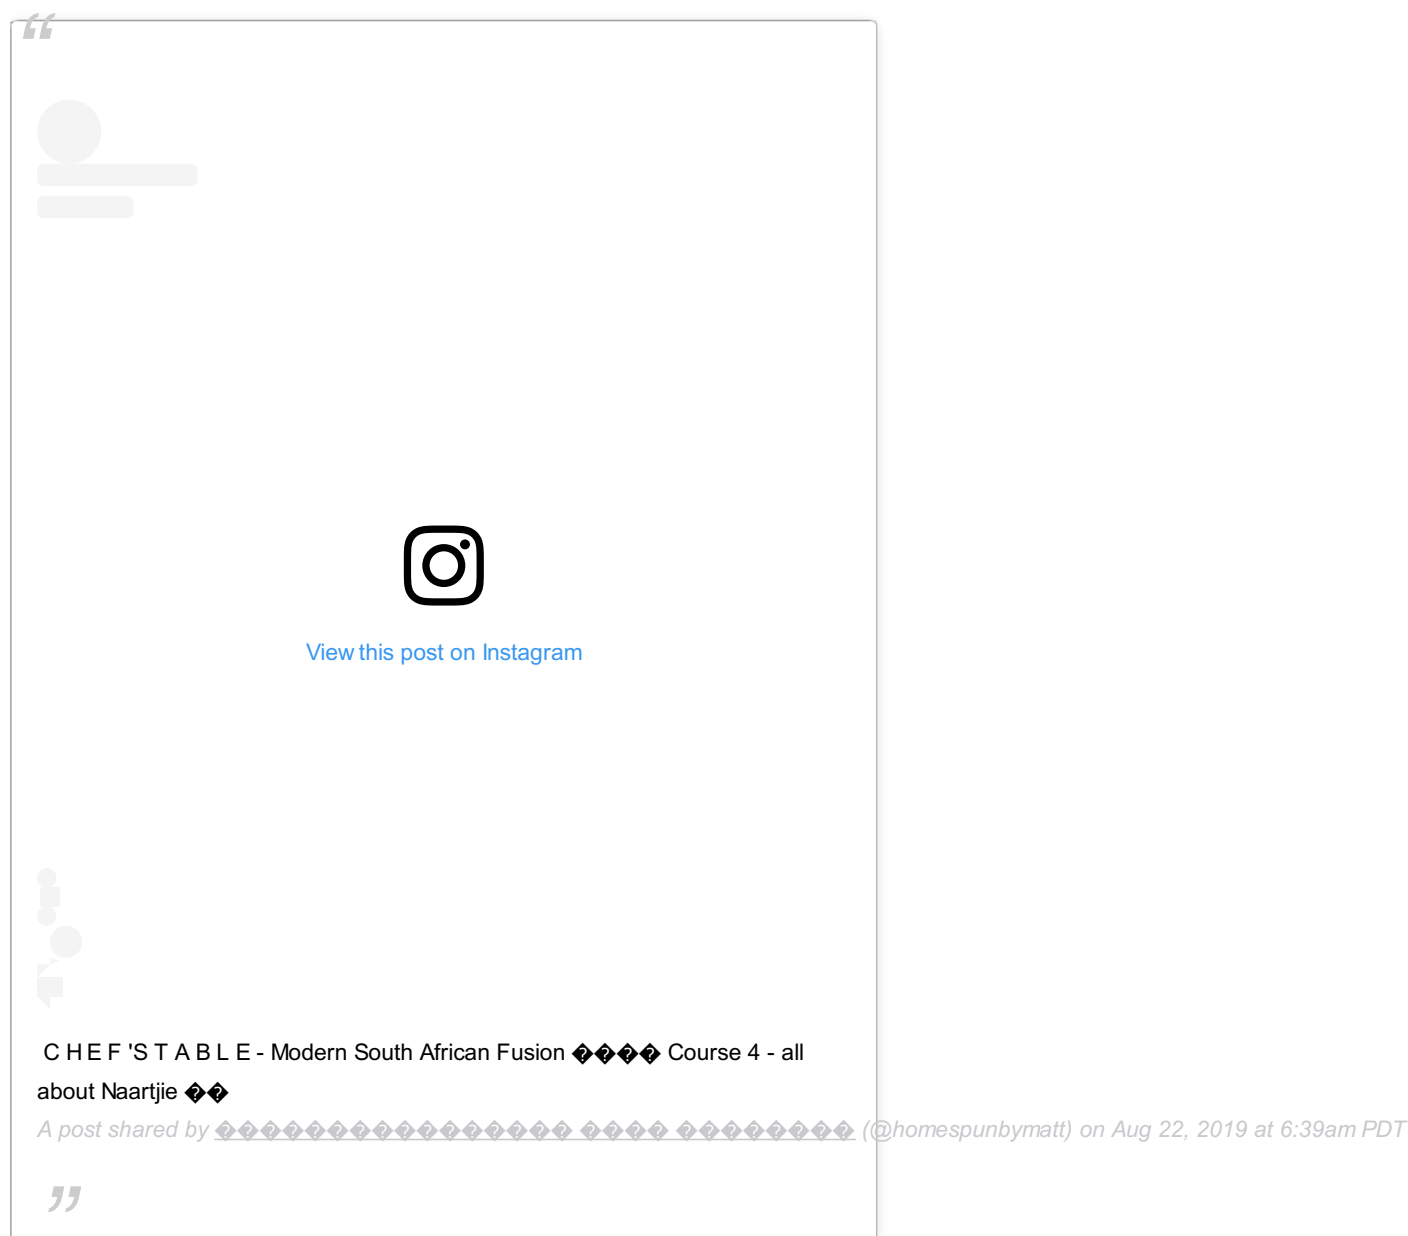 “
View this post on Instagram
C H E F 'S T A B L E - Modern South African Fusion ���� Course 4 - all
about Naartjie ��
A post shared by ���������������� ���� �������� (@homespunbymatt) on Aug 22, 2019 at 6:39am PDT
”